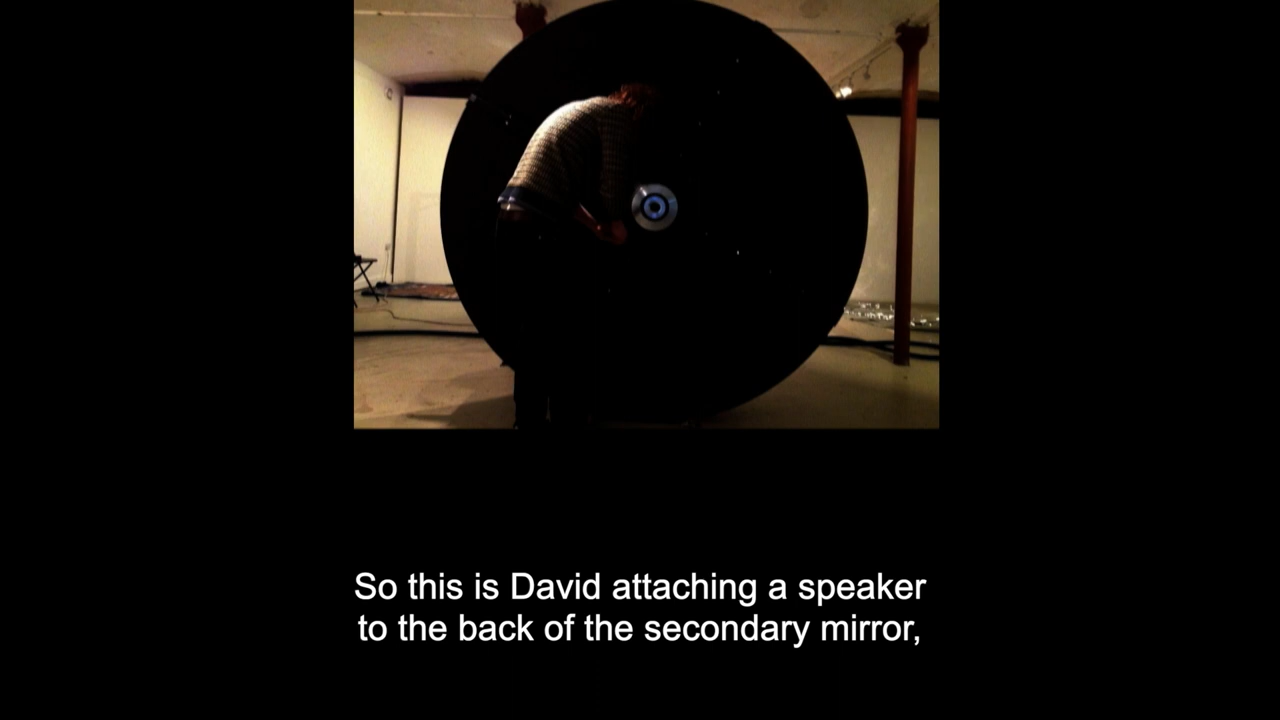 So this is David attaching a speaker
to the back of the secondary mirror,